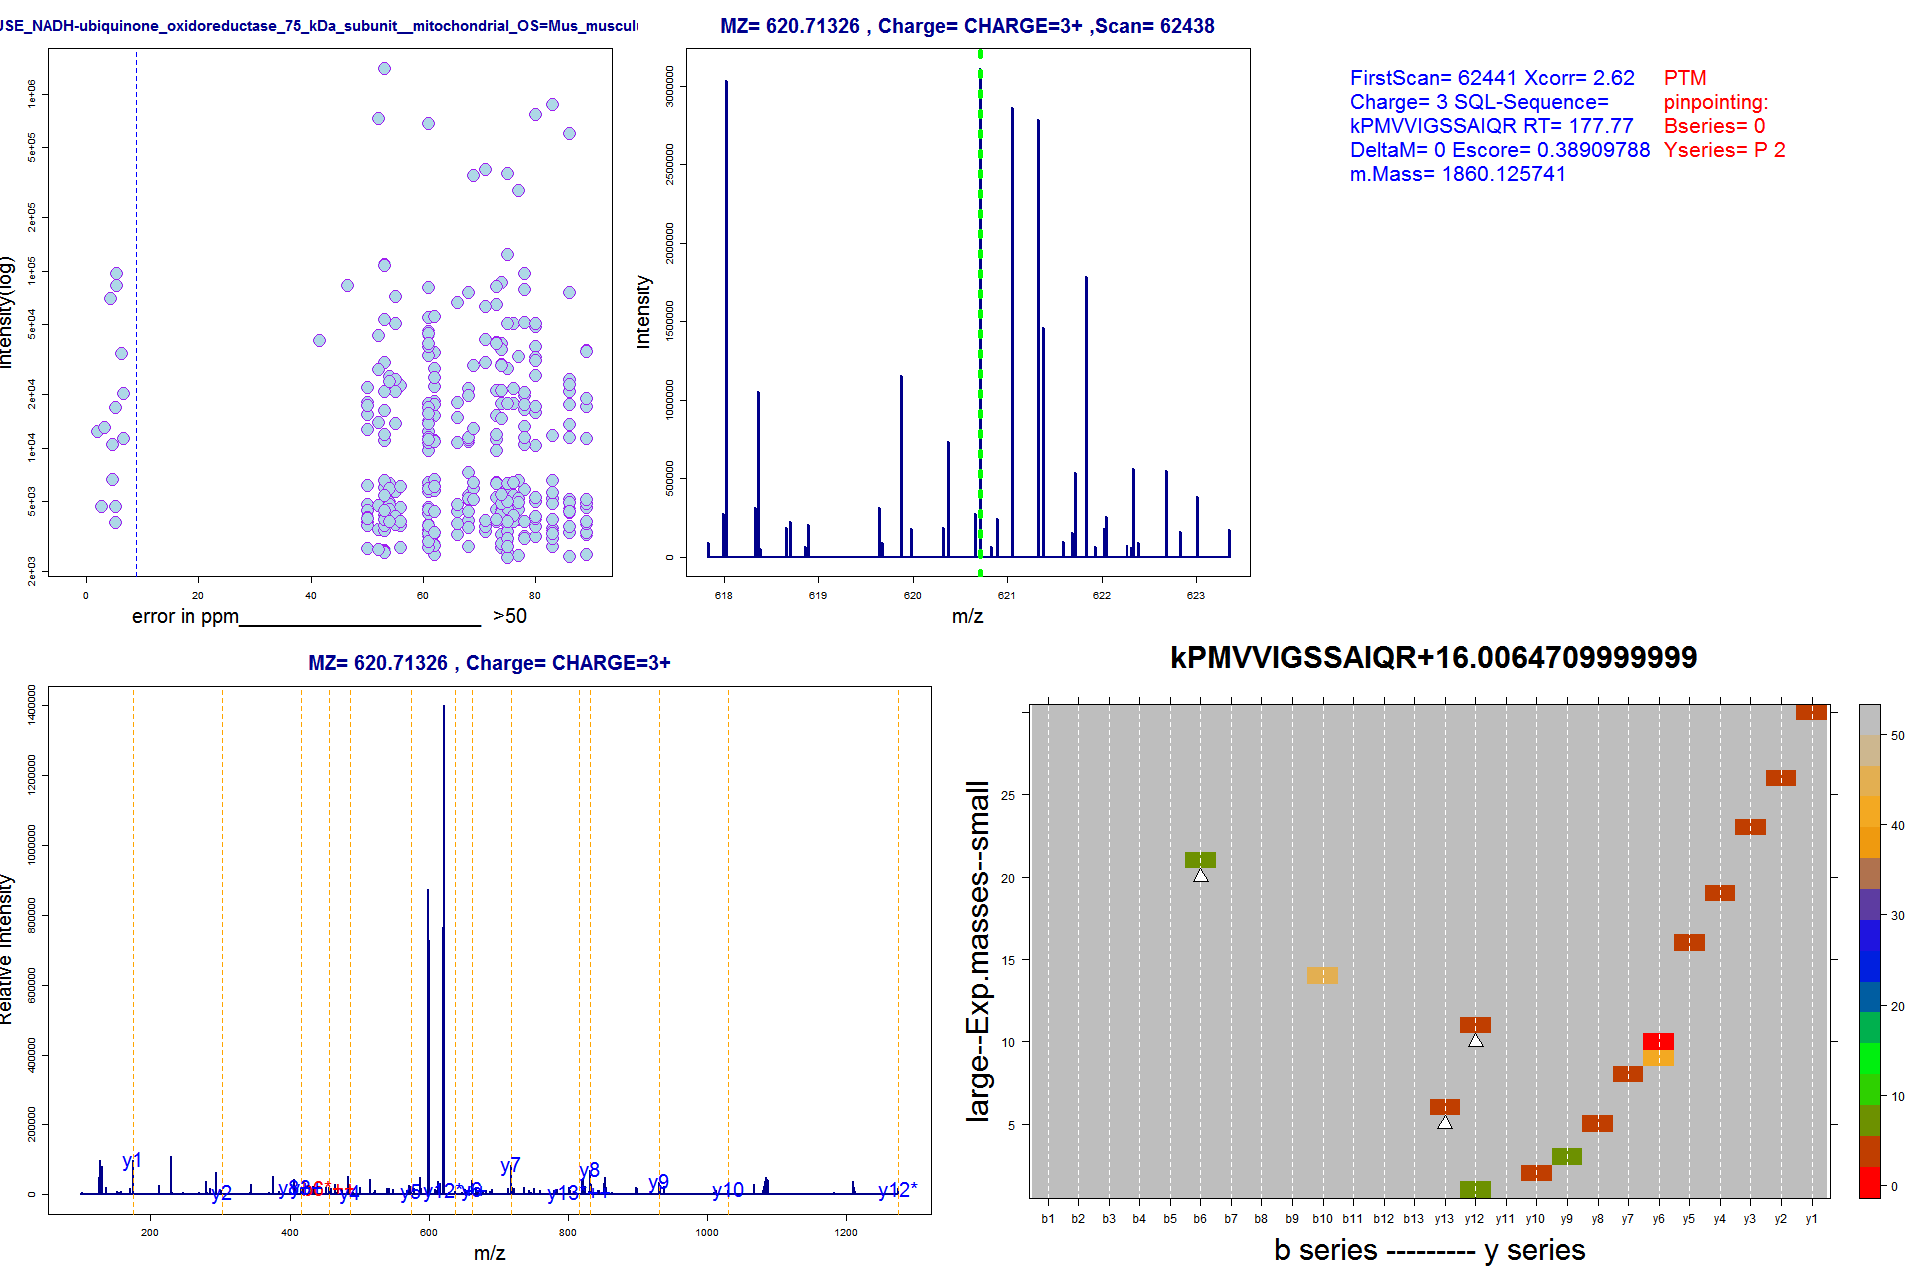 USE_NADH-ubiquinone_oxidoreductase_75_kDa_subunit__mitochondrial_OS=Mus_muscul
Intensity(log)
2e+03 5e+03 1e+04 2e+04 5e+04 1e+05 2e+05 5e+05 1e+06
0 20 40 60 80
error in ppm______________________ >50
MZ= 620.71326 , Charge= CHARGE=3+ ,Scan= 62438
Intensity
0 500000 1000000 1500000 2000000 2500000 3000000
618 619 620 621 622 623
m/z
FirstScan= 62441 Xcorr= 2.62
Charge= 3 SQL-Sequence=
kPMVVIGSSAIQR RT= 177.77
DeltaM= 0 Escore= 0.38909788
m.Mass= 1860.125741
PTM
pinpointing:
Bseries= 0
Yseries= P 2
MZ= 620.71326 , Charge= CHARGE=3+
Relative Intensity
0 200000 400000 600000 800000 1000000 1200000 1400000
y1 y2 y4 y5 y7 y13 y8 y9 y10 y12*
200 400 600 800 1000 1200
m/z
kPMVVIGSSAIQR+16.0064709999999
large--Exp.masses--small
5 10 15 20 25
b1 b2 b3 b4 b5 b6 b7 b8 b9 b10 b11 b12 b13 y13 y12 y11 y10 y9 y8 y7 y6 y5 y4 y3 y2 y1
b series --------- y series
0 10 20 30 40 50